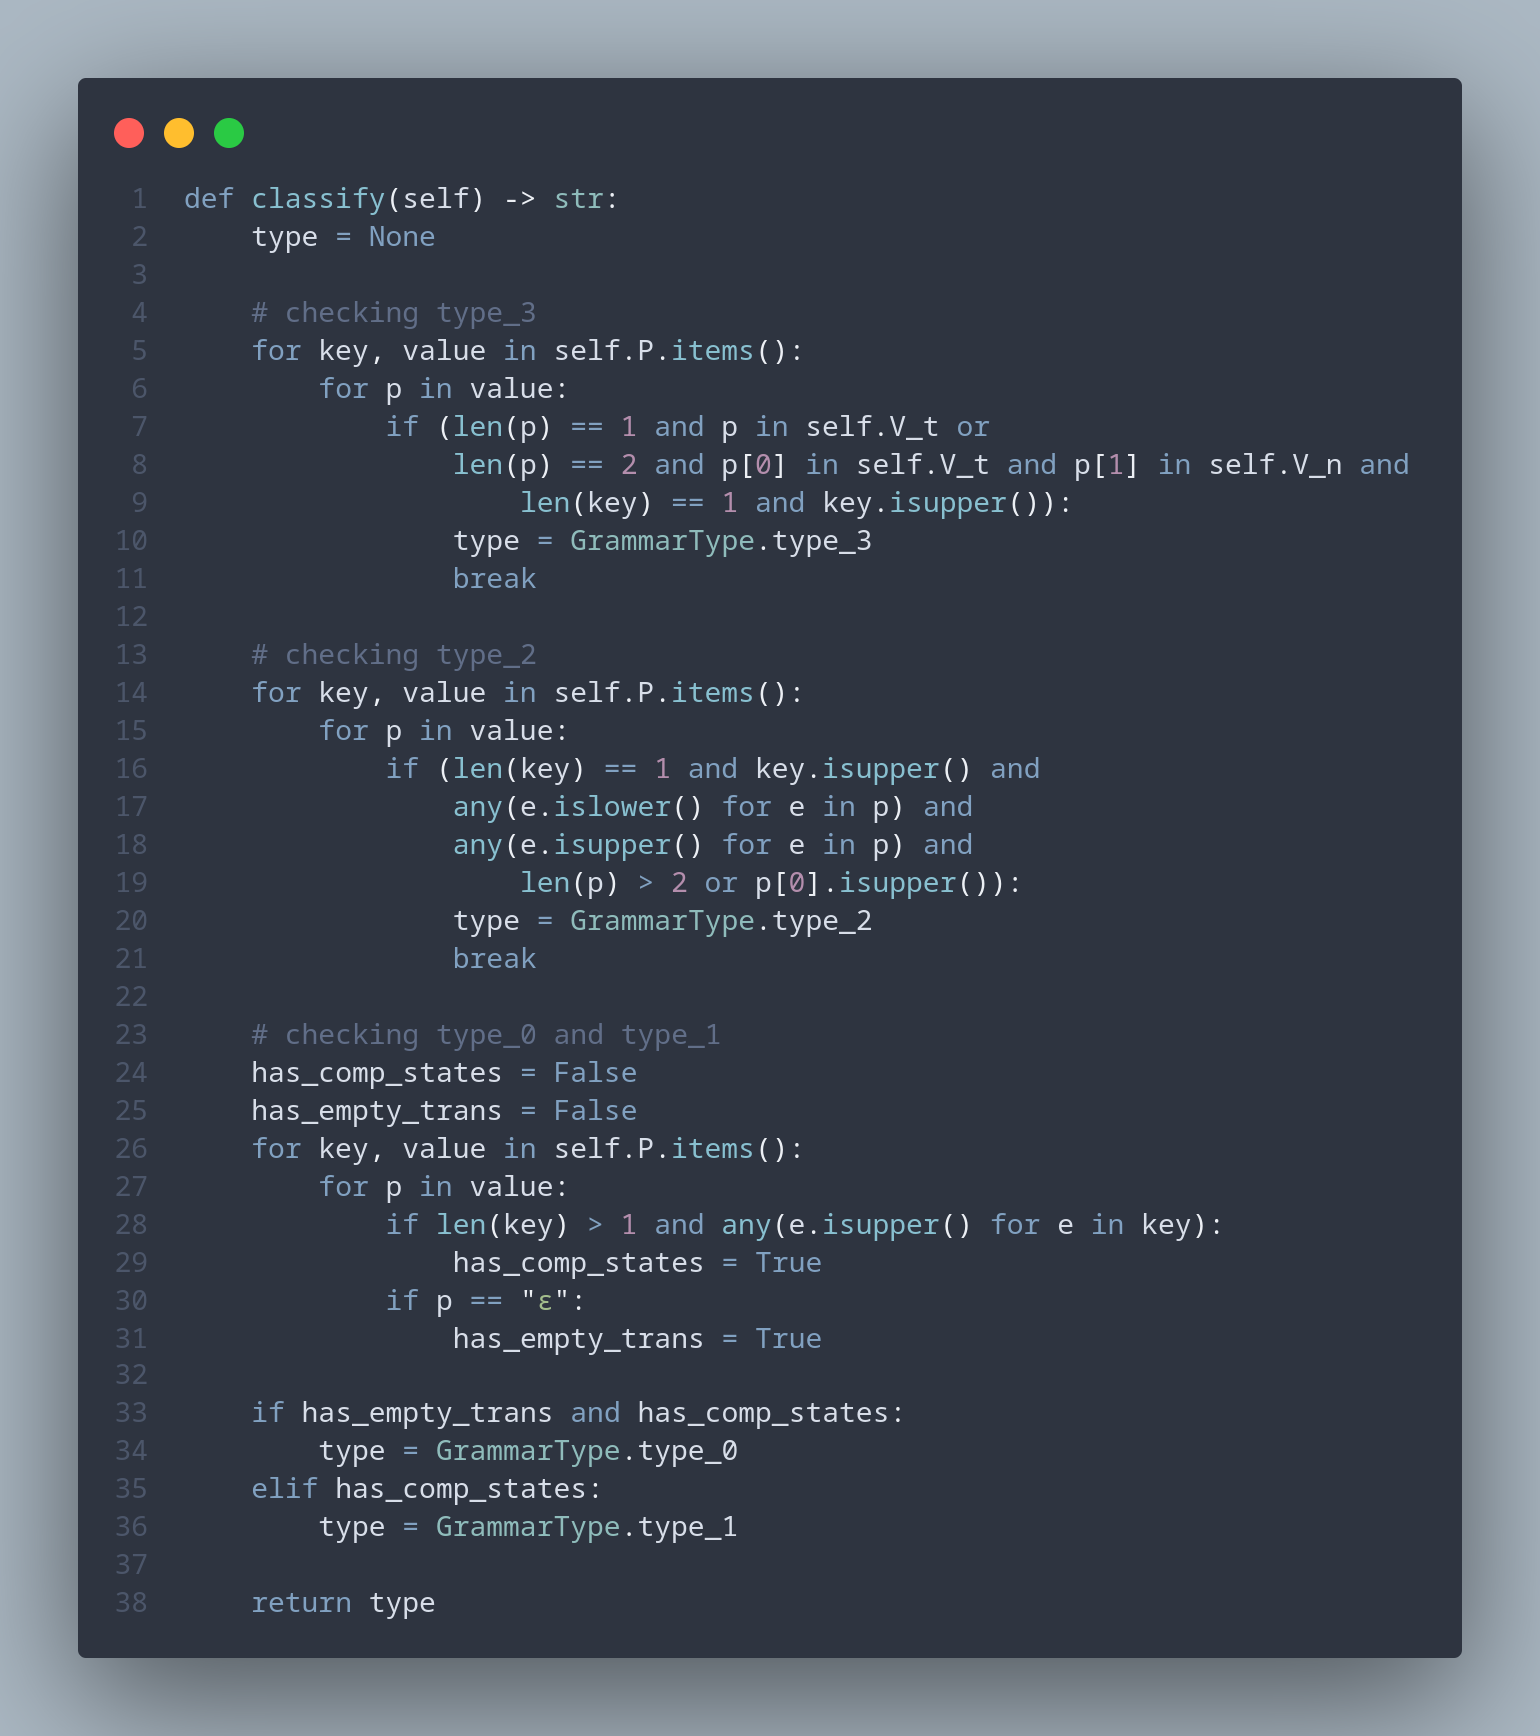 1 def classify(self) -> str:
2     type = None
3
4     # checking type_3
5     for key, value in self.P.items():
6         for p in value:
7             if (len(p) == 1 and p in self.V_t or
8                 len(p) == 2 and p[0] in self.V_t and p[1] in self.V_n and
9                     len(key) == 1 and key.isupper()):
10                 type = GrammarType.type_3
11                 break
12
13     # checking type_2
14     for key, value in self.P.items():
15         for p in value:
16             if (len(key) == 1 and key.isupper() and
17                 any(e.islower() for e in p) and
18                 any(e.isupper() for e in p) and
19                     len(p) > 2 or p[0].isupper()):
20                 type = GrammarType.type_2
21                 break
22
23     # checking type_0 and type_1
24     has_comp_states = False
25     has_empty_trans = False
26     for key, value in self.P.items():
27         for p in value:
28             if len(key) > 1 and any(e.isupper() for e in key):
29                 has_comp_states = True
30             if p == "ε":
31                 has_empty_trans = True
32
33     if has_empty_trans and has_comp_states:
34         type = GrammarType.type_0
35     elif has_comp_states:
36         type = GrammarType.type_1
37
38     return type